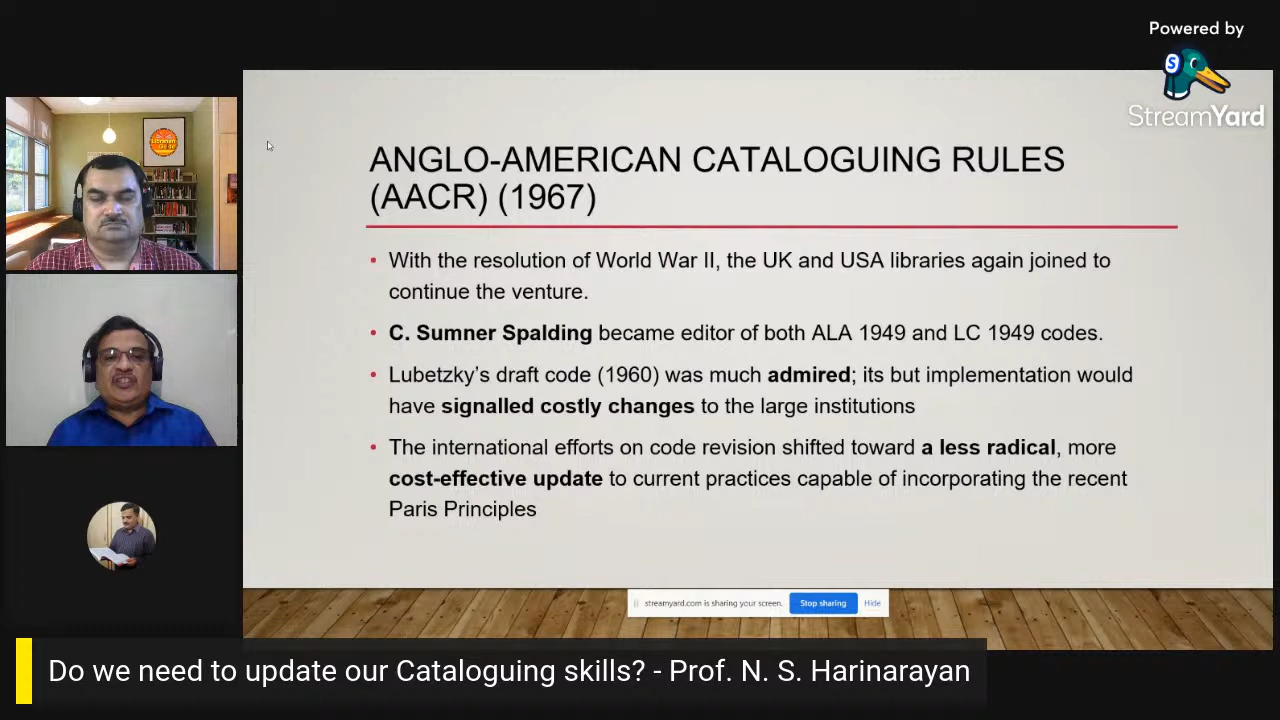 Powered by
StreamYard
ANGLO-AMERICAN CATALOGUING RULES
(AACR) (1967)
• With the resolution of World War II, the UK and USA libraries again joined to
continue the venture.
• C. Sumner Spalding became editor of both ALA 1949 and LC 1949 codes.
• Lubetzky's draft code (1960) was much admired; its but implementation would
have signalled costly changes to the large institutions
• The international efforts on code revision shifted toward a less radical, more
cost-effective update to current practices capable of incorporating the recent
Paris Principles
streamyard.com is sharing your screen. Stop sharing Hide
Do we need to update our Cataloguing skills? - Prof. N. S. Harinarayan